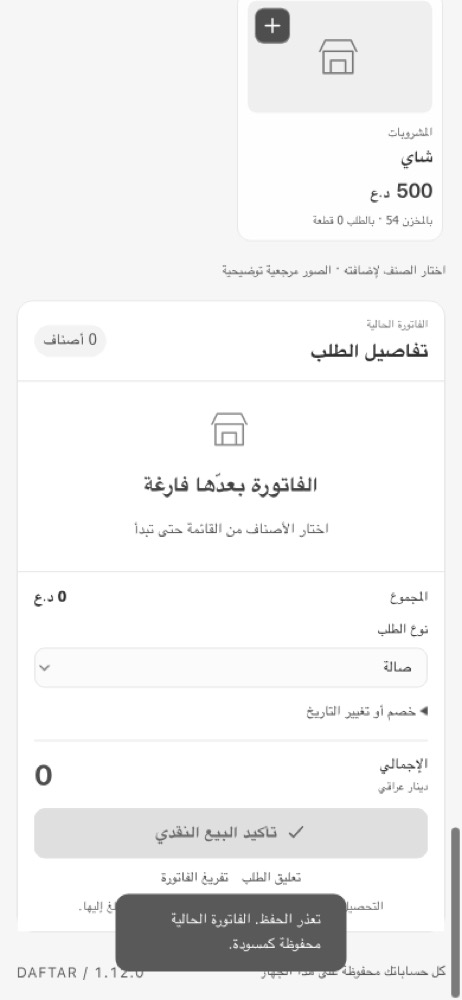 المشروبات
شاي
500 د.ع
بالمخزن 54 · بالطلب 0 قطعة
اختار الصنف لإضافته · الصور مرجعية توضيحية
الفاتورة الحالية
تفاصيل الطلب
0 أصناف
الفاتورة بعدّها فارغة
اختار الأصناف من القائمة حتى تبدأ
المجموع
0 د.ع
نوع الطلب
صالة
خصم أو تغيير التاريخ
الإجمالي
دينار عراقي
0
تأكيد البيع النقدي
تعليق الطلب
تفريغ الفاتورة
إليها.
تعذر الحفظ. الفاتورة الحالية
محفوظة كمسودة.
كل حساباتك محفوظة على هذا الجهاز
DAFTAR / 1.12.0